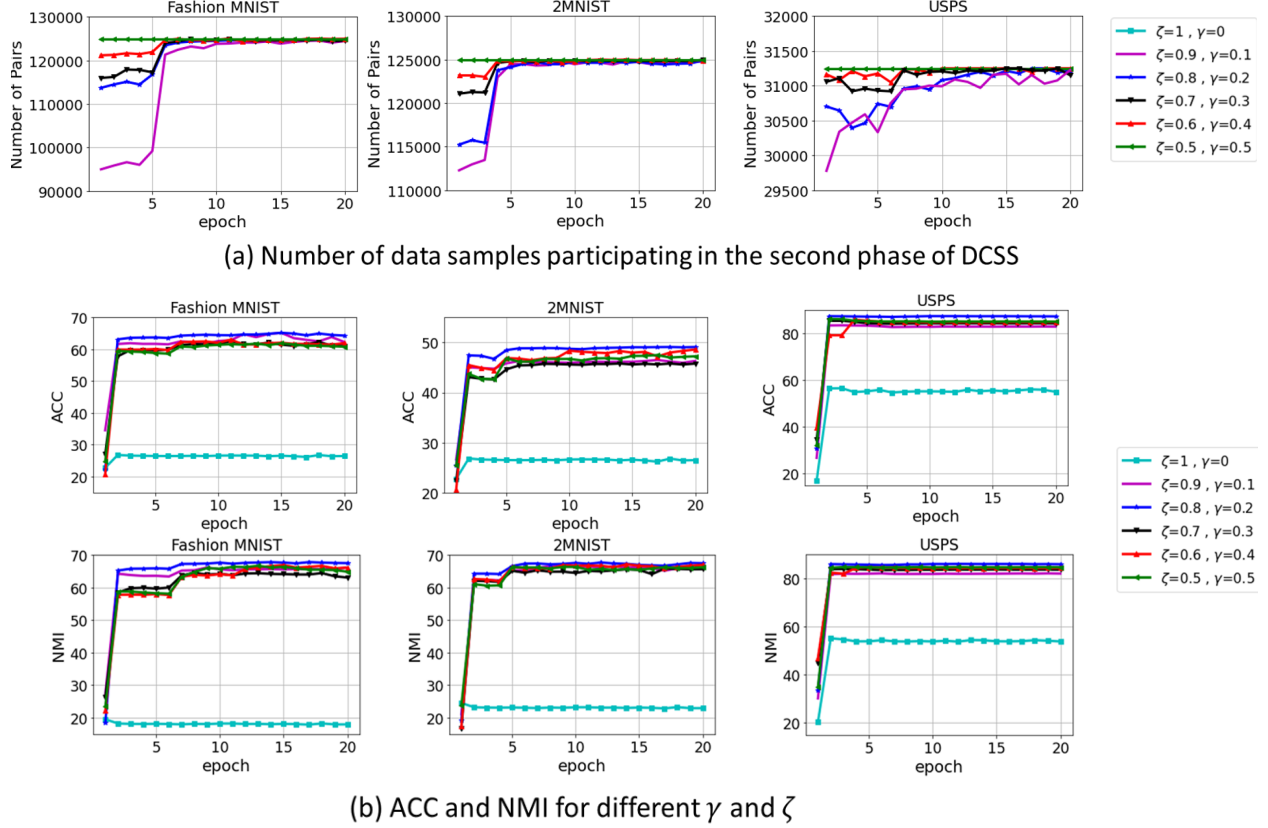 Fashion MNIST
2MNIST
USPS
Number of Pairs
130000
120000
110000
100000
90000
5
10
15
20
epoch
Number of Pairs
130000
125000
120000
115000
110000
5
10
15
20
epoch
Number of Pairs
32000
31500
31000
30500
30000
29500
5
10
15
20
epoch
ζ=1 , γ=0
ζ=0.9 , γ=0.1
ζ=0.8 , γ=0.2
ζ=0.7 , γ=0.3
ζ=0.6 , γ=0.4
ζ=0.5 , γ=0.5
(a) Number of data samples participating in the second phase of DCSS
Fashion MNIST
2MNIST
USPS
ACC
70
60
50
40
30
20
5
10
15
20
epoch
ACC
50
40
30
20
5
10
15
20
epoch
ACC
80
60
40
20
5
10
15
20
epoch
Fashion MNIST
2MNIST
USPS
NMI
70
60
50
40
30
20
5
10
15
20
epoch
NMI
70
60
50
40
30
20
5
10
15
20
epoch
NMI
80
60
40
20
5
10
15
20
epoch
ζ=1 , γ=0
ζ=0.9 , γ=0.1
ζ=0.8 , γ=0.2
ζ=0.7 , γ=0.3
ζ=0.6 , γ=0.4
ζ=0.5 , γ=0.5
(b) ACC and NMI for different γ and ζ